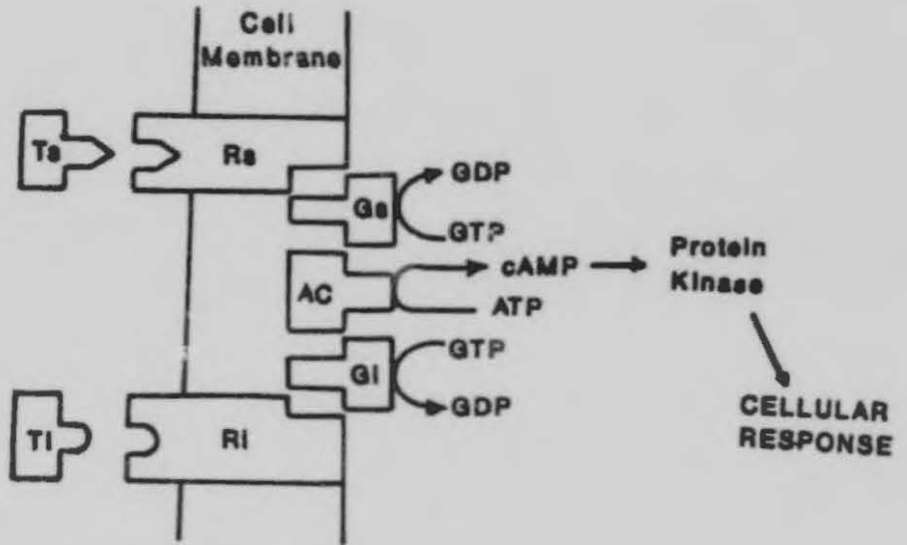 Cell
Membrane
Ts
Rs
GDP
Gs
GTP
cAMP
Protein
Kinase
AC
ATP
GTP
Gi
GDP
CELLULAR
RESPONSE
Ti
Ri